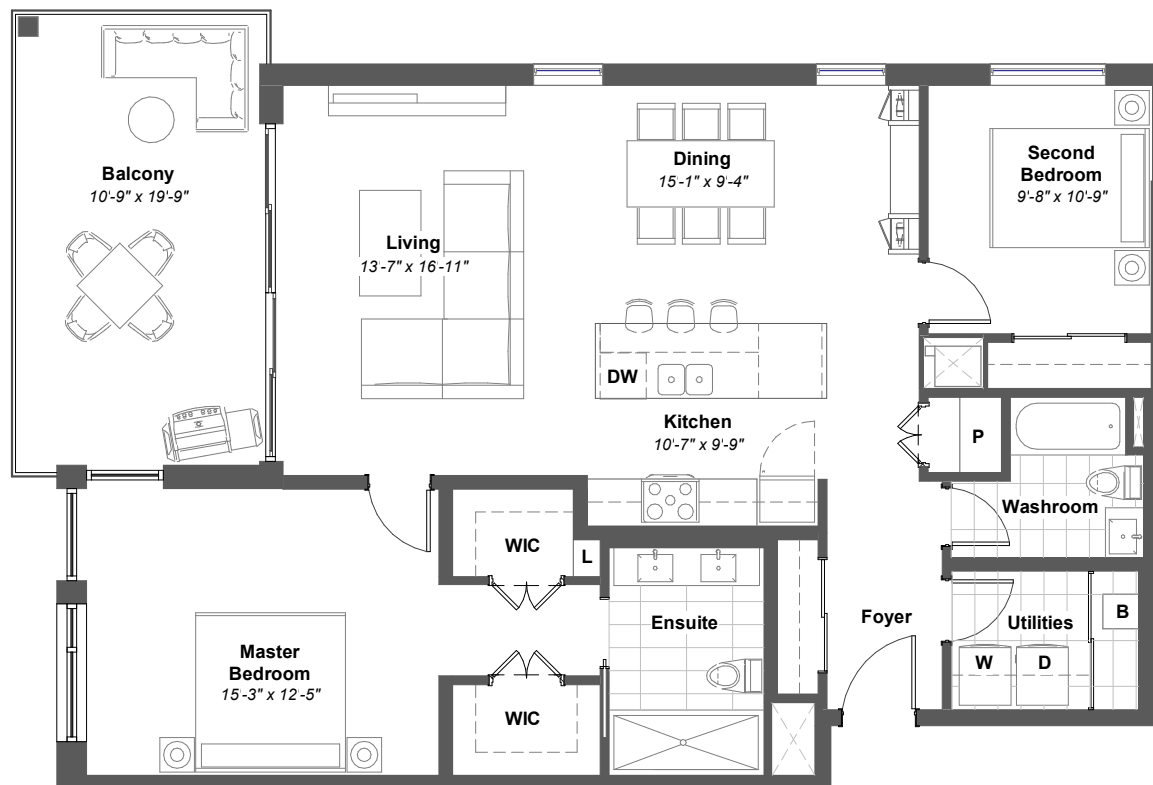 Balcony
10'-9" x 19'-9"
Living
13'-7" x 16'-11"
Dining
15'-1" x 9'-4"
Second
Bedroom
9'-8" x 10'-9"
DW
Kitchen
10'-7" x 9'-9"
P
Washroom
WIC
L
Ensuite
Foyer
Utilities
B
W
D
Master
Bedroom
15'-3" x 12'-5"
WIC